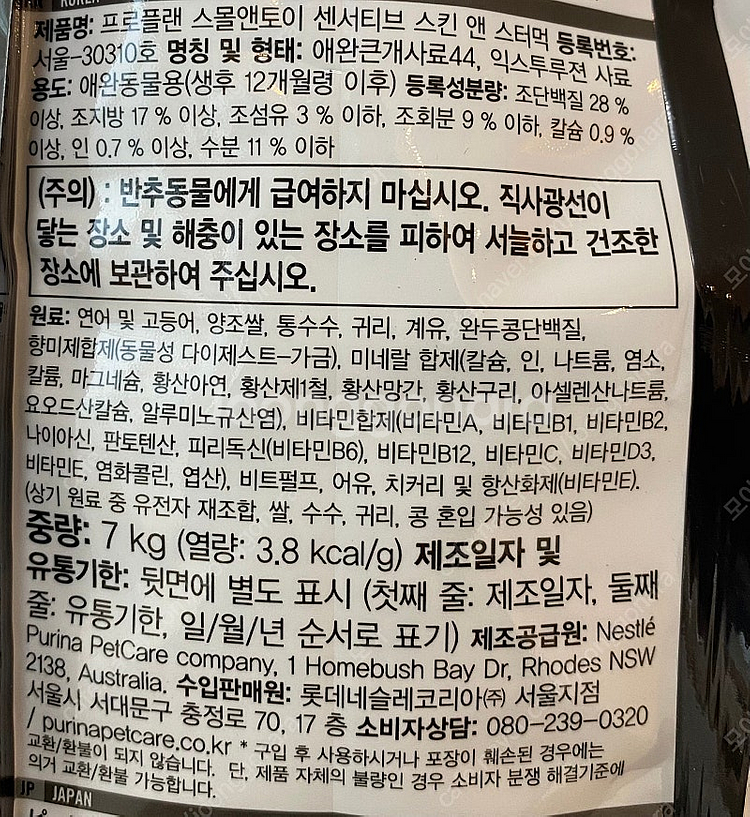 KOREA
제품명: 프로플랜 스몰앤토이 센서티브 스킨 앤 스터먹 등록번호:
서울-30310호 명칭 및 형태: 애완큰개사료44, 익스투루젼 사료
용도: 애완동물용(생후 12개월령 이후) 등록성분량: 조단백질 28 %
이상, 조지방 17 % 이상, 조섬유 3 % 이하, 조회분 9 % 이하, 칼슘 0.9 %
이상, 인 0.7 % 이상, 수분 11 % 이하
(주의) : 반추동물에게 급여하지 마십시오. 직사광선이
닿는 장소 및 해충이 있는 장소를 피하여 서늘하고 건조한
장소에 보관하여 주십시오.
원료: 연어 및 고등어, 양조쌀, 통수수, 귀리, 계유, 완두콩단백질,
향미제합제(동물성 다이제스트-가금), 미네랄 합제(칼슘, 인, 나트륨, 염소,
칼륨, 마그네슘, 황산아연, 황산제1철, 황산망간, 황산구리, 아셀렌산나트륨,
요오드산칼슘, 알루미노규산염), 비타민합제(비타민A, 비타민B1, 비타민B2,
나이아신, 판토텐산, 피리독신(비타민B6), 비타민B12, 비타민C, 비타민D3,
비타민E, 염화콜린, 엽산), 비트펄프, 어유, 치커리 및 항산화제(비타민E).
(상기 원료 중 유전자 재조합, 쌀, 수수, 귀리, 콩 혼입 가능성 있음)
중량: 7 kg (열량: 3.8 kcal/g) 제조일자 및
유통기한: 뒷면에 별도 표시 (첫째 줄: 제조일자, 둘째
줄: 유통기한, 일/월/년 순서로 표기) 제조공급원: Nestlé
Purina PetCare company, 1 Homebush Bay Dr, Rhodes NSW
2138, Australia. 수입판매원: 롯데네슬레코리아㈜ 서울지점
서울시 서대문구 충정로 70, 17 층 소비자상담: 080-239-0320
/ purinapetcare.co.kr * 구입 후 사용하시거나 포장이 훼손된 경우에는
교환/환불이 되지 않습니다. 단, 제품 자체의 불량인 경우 소비자 분쟁 해결기준에
의거 교환/환불 가능합니다.
JP JAPAN